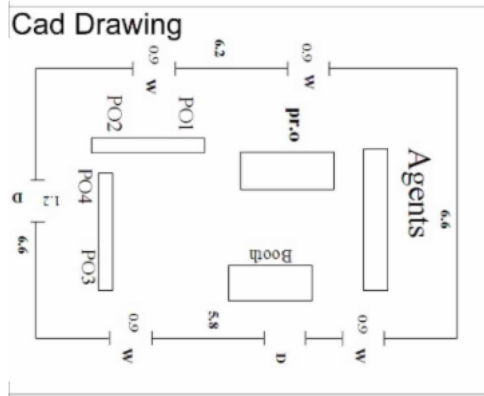 Cad Drawing
6.2
0.9
W
0.9
W
PO2
PO1
pr.o
Agents
6.6
PO4
PO3
D
1.2
6.6
Booth
0.9
W
5.8
D
0.9
W